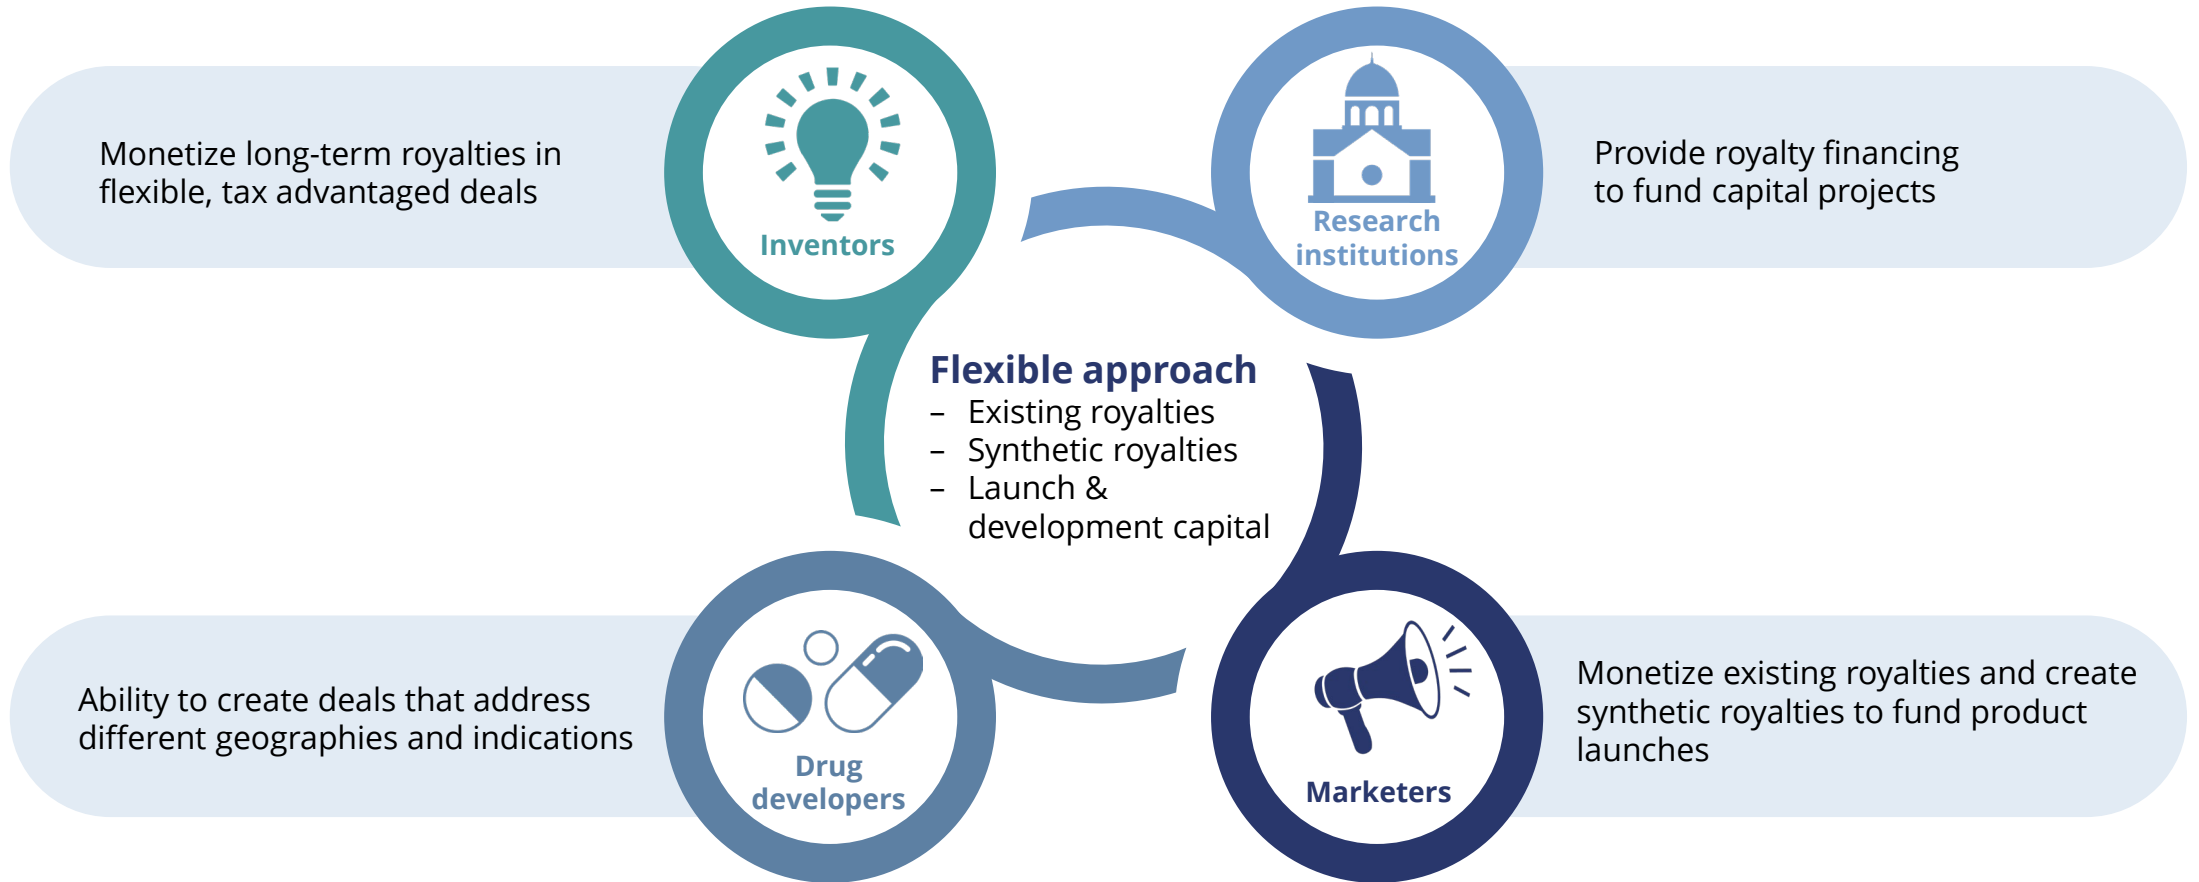 Monetize long-term royalties in
flexible, tax advantaged deals
Inventors
Research
institutions
Provide royalty financing
to fund capital projects
Flexible approach
– Existing royalties
– Synthetic royalties
– Launch &
development capital
Ability to create deals that address
different geographies and indications
Drug
developers
Marketers
Monetize existing royalties and create
synthetic royalties to fund product
launches